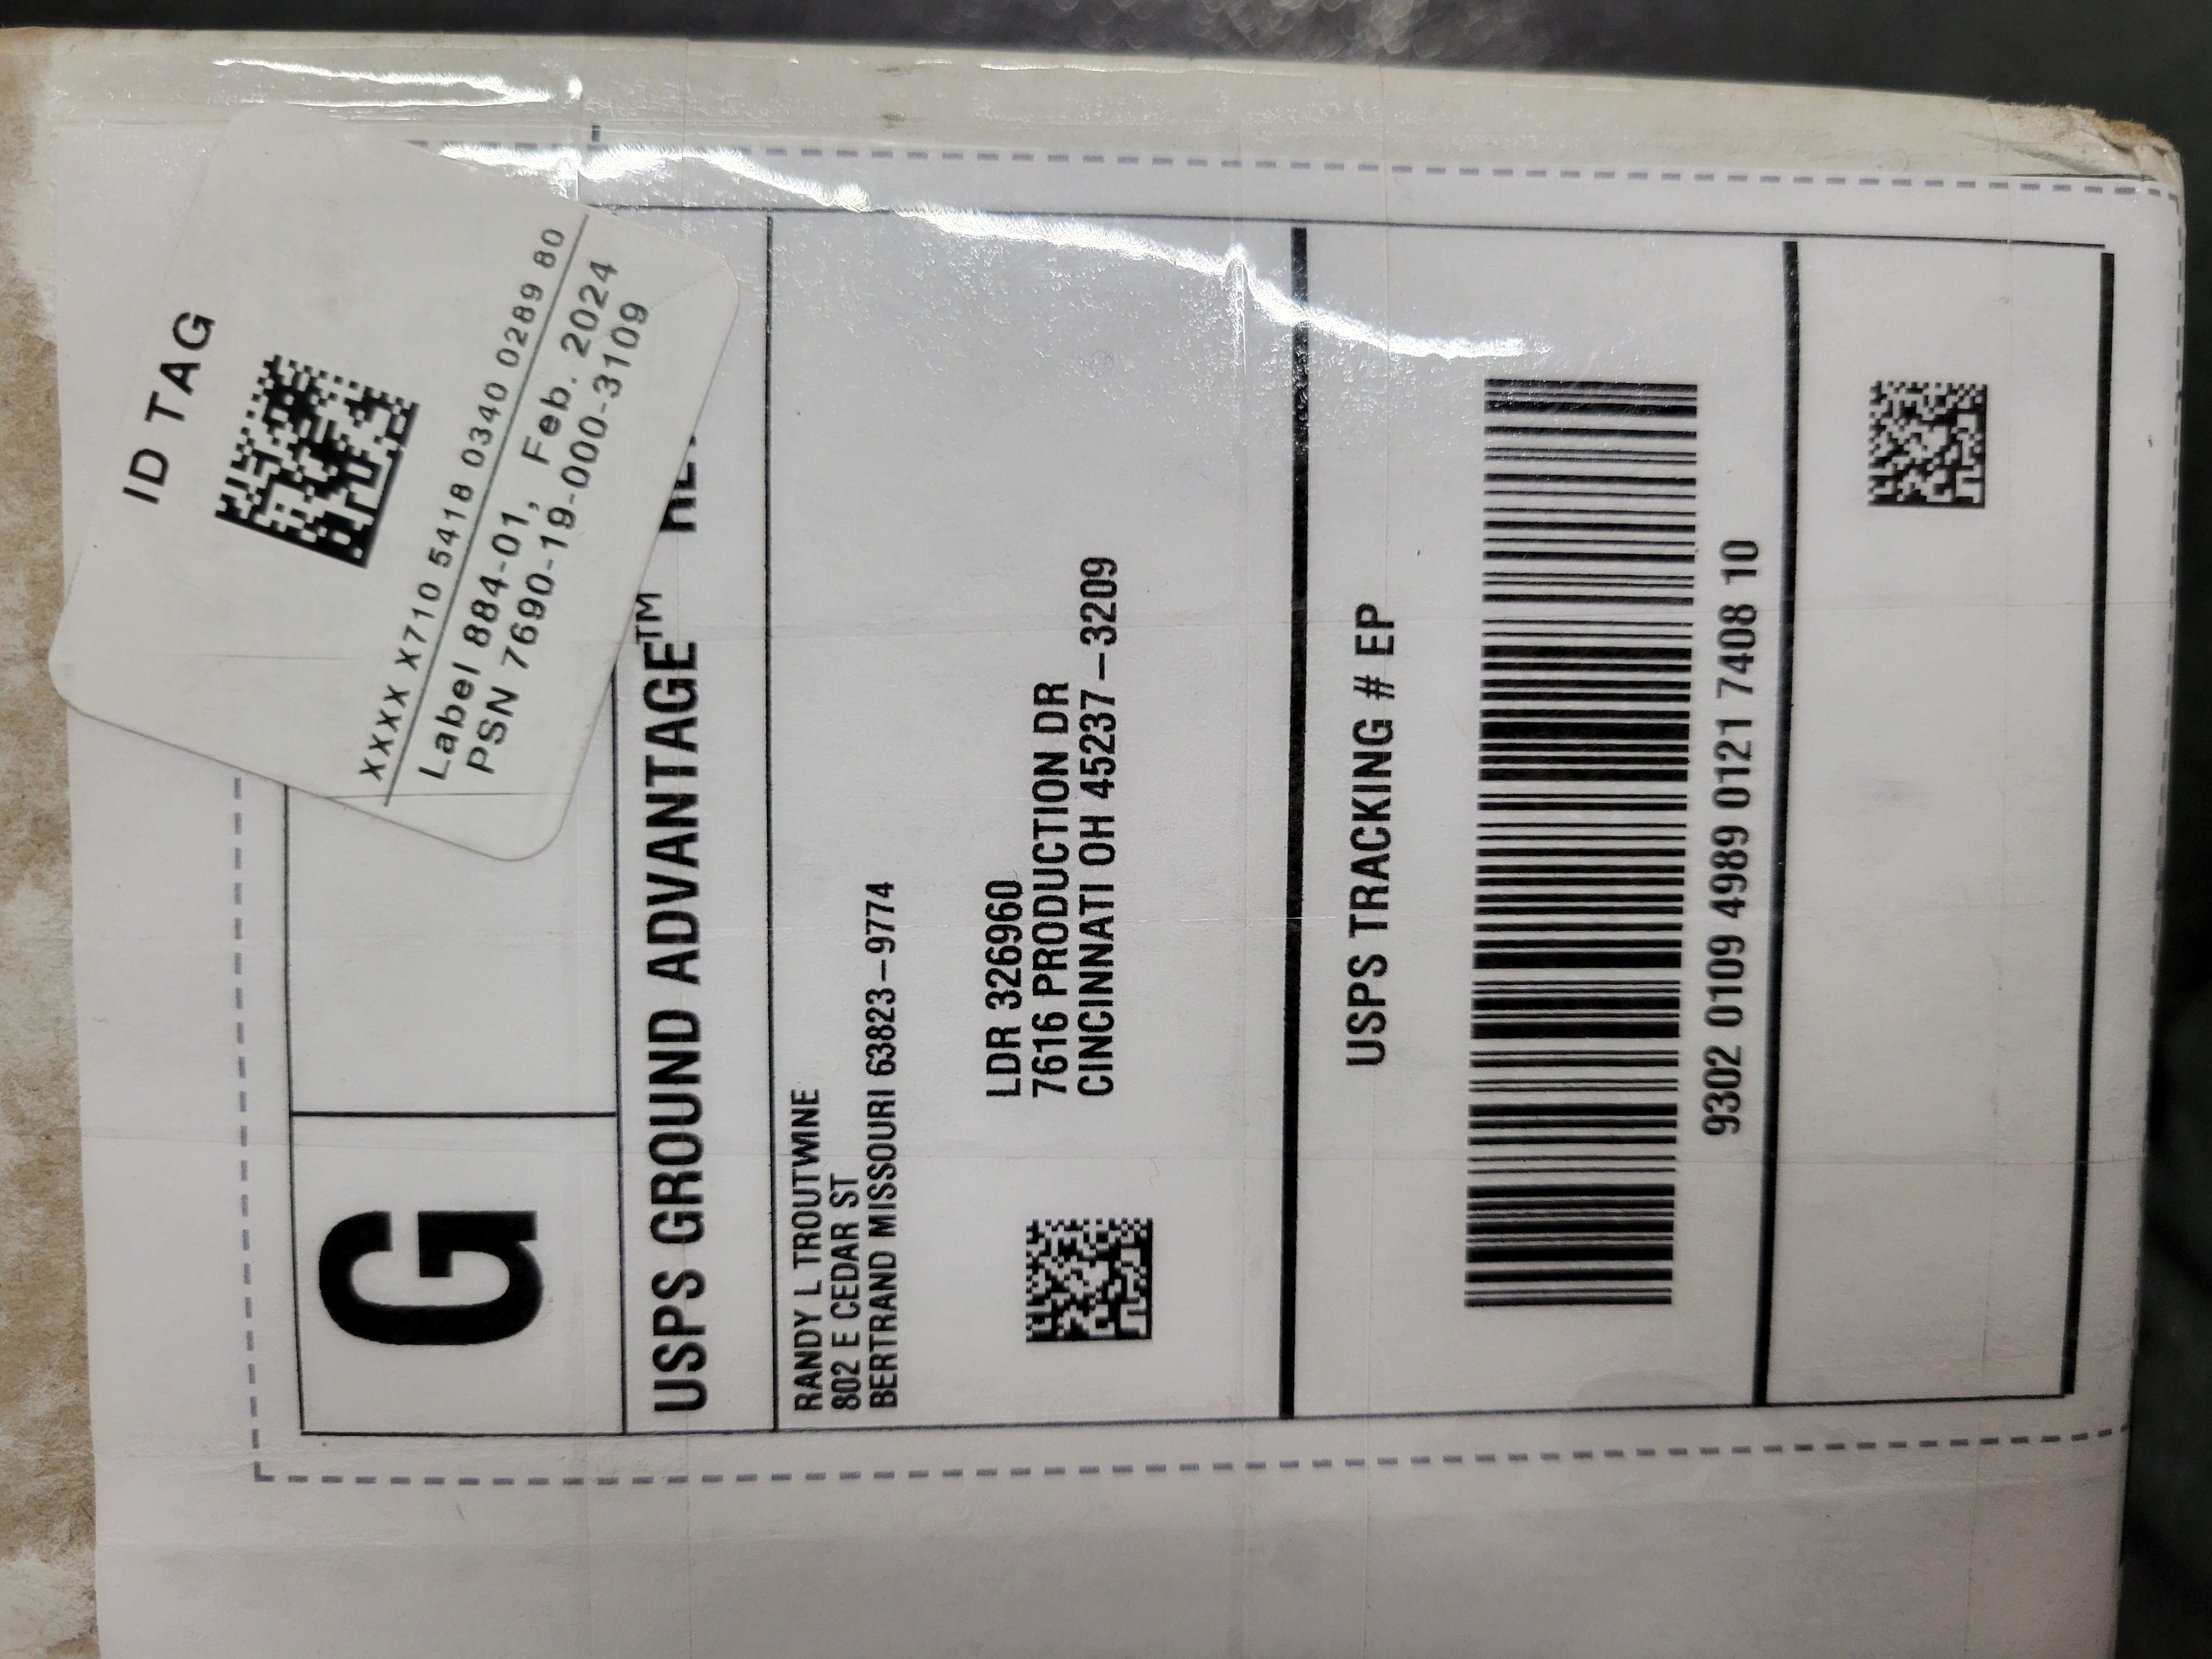 ID TAG
XXXX X710 5418 0340 0289 80
Label 884-01, Feb. 2024
PSN 7690-19-000-3109
G
USPS GROUND ADVANTAGE™
RANDY L TROUTWINE
802 E CEDAR ST
BERTRAND MISSOURI 63823-9774
LDR 326960
7616 PRODUCTION DR
CINCINNATI OH 45237-3209
USPS TRACKING # EP
9302 0109 4989 0121 7408 10